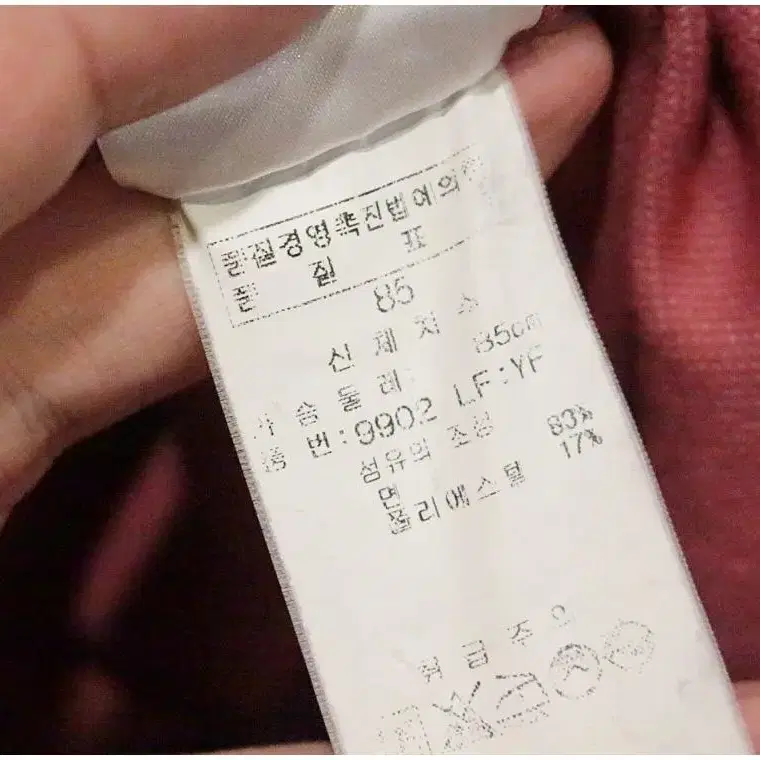 품질경영촉진법에의한
품 질 표
85
신 체 치 수
가 슴 둘 레: 85cm
품 번:9902 LF:YF
섬유의 조성
면 83%
폴리에스텔 17%
취 급 주 의